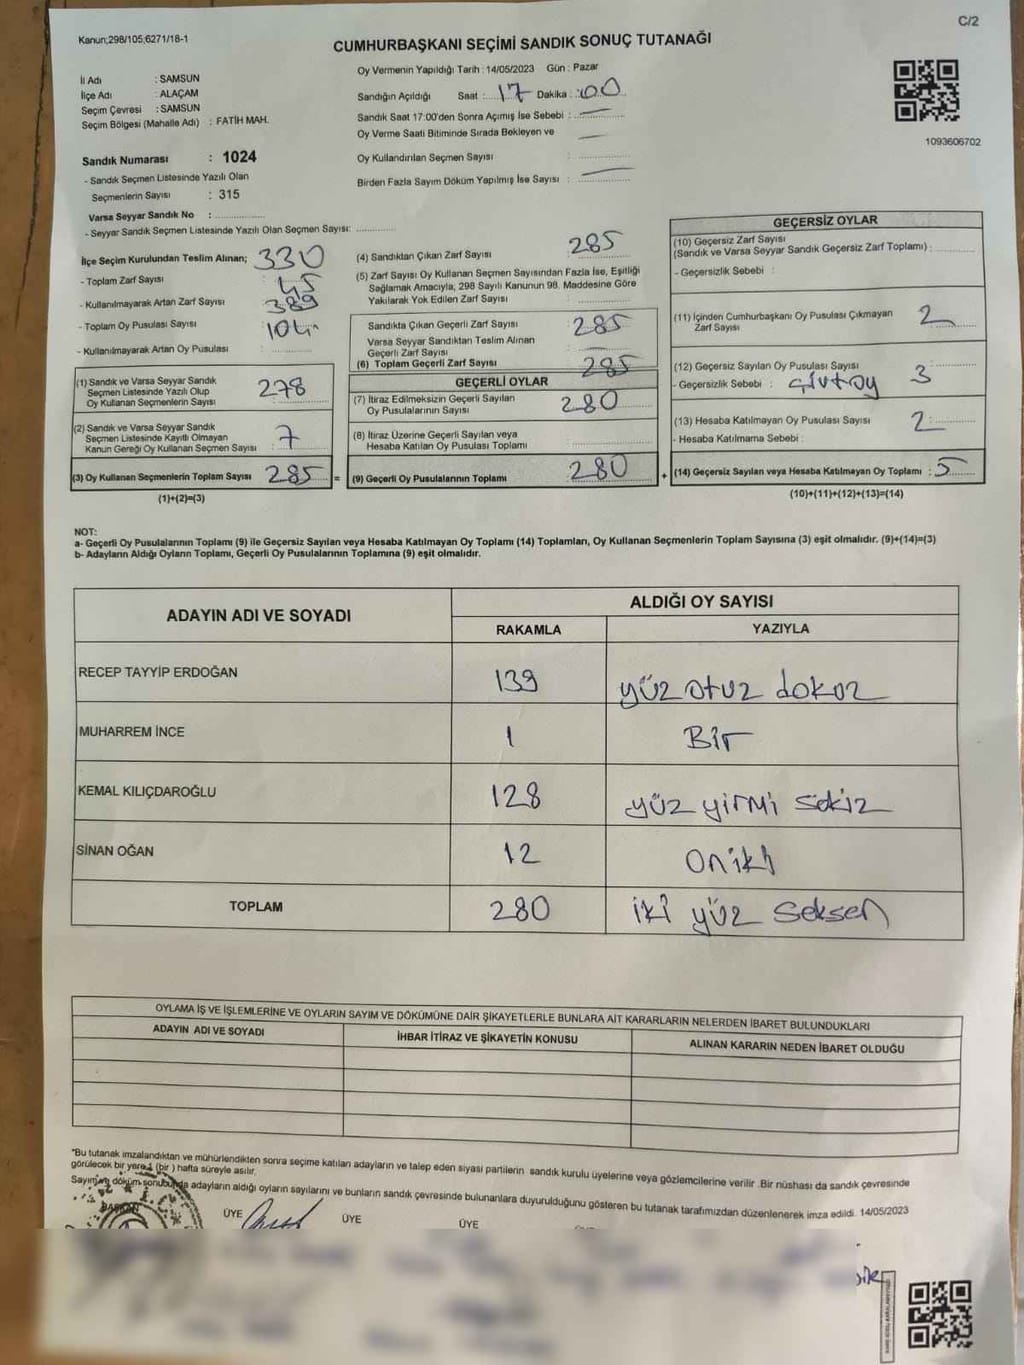 Kanun;298/105;6271/18-1
C/2
CUMHURBAŞKANI SEÇİMİ SANDIK SONUÇ TUTANAĞI
İl Adı : SAMSUN
İlçe Adı : ALAÇAM
Seçim Çevresi : SAMSUN
Seçim Bölgesi (Mahalle Adı) : FATİH MAH.
Sandık Numarası : 1024
- Sandık Seçmen Listesinde Yazılı Olan
Seçmenlerin Sayısı : 315
Varsa Seyyar Sandık No :
- Seyyar Sandık Seçmen Listesinde Yazılı Olan Seçmen Sayısı:
Oy Vermenin Yapıldığı Tarih : 14/05/2023 Gün : Pazar
Sandığın Açıldığı Saat : 17 Dakika : 00
Sandık Saat 17:00'den Sonra Açımış İse Sebebi :
Oy Verme Saati Bitiminde Sırada Bekleyen ve
Oy Kullandırılan Seçmen Sayısı :
Birden Fazla Sayım Döküm Yapılmış İse Sayısı :
1093606702
İlçe Seçim Kurulundan Teslim Alınan; 330
- Toplam Zarf Sayısı 45
- Kullanılmayarak Artan Zarf Sayısı 389
- Toplam Oy Pusulası Sayısı 104
- Kullanılmayarak Artan Oy Pusulası :
(1) Sandık ve Varsa Seyyar Sandık
Seçmen Listesinde Yazılı Olup 278
Oy Kullanan Seçmenlerin Sayısı
(2) Sandık ve Varsa Seyyar Sandık
Seçmen Listesinde Kayıtlı Olmayan 7
Kanun Gereği Oy Kullanan Seçmen Sayısı :
(3) Oy Kullanan Seçmenlerin Toplam Sayısı 285 =
(1)+(2)=(3)
(4) Sandıktan Çıkan Zarf Sayısı 285
(5) Zarf Sayısı Oy Kullanan Seçmen Sayısından Fazla İse, Eşitliği
Sağlamak Amacıyla, 298 Sayılı Kanunun 98. Maddesine Göre
Yakılarak Yok Edilen Zarf Sayısı :
Sandıkta Çıkan Geçerli Zarf Sayısı : 285
Varsa Seyyar Sandıktan Teslim Alınan
Geçerli Zarf Sayısı :
(6) Toplam Geçerli Zarf Sayısı 285
GEÇERLİ OYLAR
(7) İtiraz Edilmeksizin Geçerli Sayılan 280
Oy Pusulalarının Sayısı
(8) İtiraz Üzerine Geçerli Sayılan veya
Hesaba Katılan Oy Pusulası Toplamı
(9) Geçerli Oy Pusulalarının Toplamı 280 +
GEÇERSİZ OYLAR
(10) Geçersiz Zarf Sayısı
(Sandık ve Varsa Seyyar Sandık Geçersiz Zarf Toplamı) :
- Geçersizlik Sebebi :
(11) İçinden Cumhurbaşkanı Oy Pusulası Çıkmayan 2
Zarf Sayısı
(12) Geçersiz Sayılan Oy Pusulası Sayısı 3
- Geçersizlik Sebebi : çivtoy
(13) Hesaba Katılmayan Oy Pusulası Sayısı 2
- Hesaba Katılmama Sebebi :
(14) Geçersiz Sayılan veya Hesaba Katılmayan Oy Toplamı : 5
(10)+(11)+(12)+(13)=(14)
NOT:
a- Geçerli Oy Pusulalarının Toplamı (9) ile Geçersiz Sayılan veya Hesaba Katılmayan Oy Toplamı (14) Toplamları, Oy Kullanan Seçmenlerin Toplam Sayısına (3) eşit olmalıdır. (9)+(14)=(3)
b- Adayların Aldığı Oyların Toplamı, Geçerli Oy Pusulalarının Toplamına (9) eşit olmalıdır.
ADAYIN ADI VE SOYADI
ALDIĞI OY SAYISI
RAKAMLA YAZIYLA
RECEP TAYYİP ERDOĞAN 139 yüz otuz dokuz
MUHARREM İNCE 1 Bir
KEMAL KILIÇDAROĞLU 128 yüz yirmi sekiz
SİNAN OĞAN 12 oniki
TOPLAM 280 iki yüz seksen
OYLAMA İŞ VE İŞLEMLERİNE VE OYLARIN SAYIM VE DÖKÜMÜNE DAİR ŞİKAYETLERLE BUNLARA AİT KARARLARIN NELERDEN İBARET BULUNDUKLARI
ADAYIN ADI VE SOYADI İHBAR İTİRAZ VE ŞİKAYETİN KONUSU ALINAN KARARIN NEDEN İBARET OLDUĞU
"Bu tutanak imzalandıktan ve mühürlendikten sonra seçime katılan adayların ve talep eden siyasi partilerin sandık kurulu üyelerine veya gözlemcilerine verilir .Bir nüshası da sandık çevresinde
görülecek bir yere 1 (bir ) hafta süreyle asılır.
Sayım ve döküm sonubunda adayların aldığı oyların sayılarını ve bunların sandık çevresinde bulunanlara duyurulduğunu gösteren bu tutanak tarafımızdan düzenlenerek imza edildi. 14/05/2023
BAŞKAN ÜYE ÜYE ÜYE